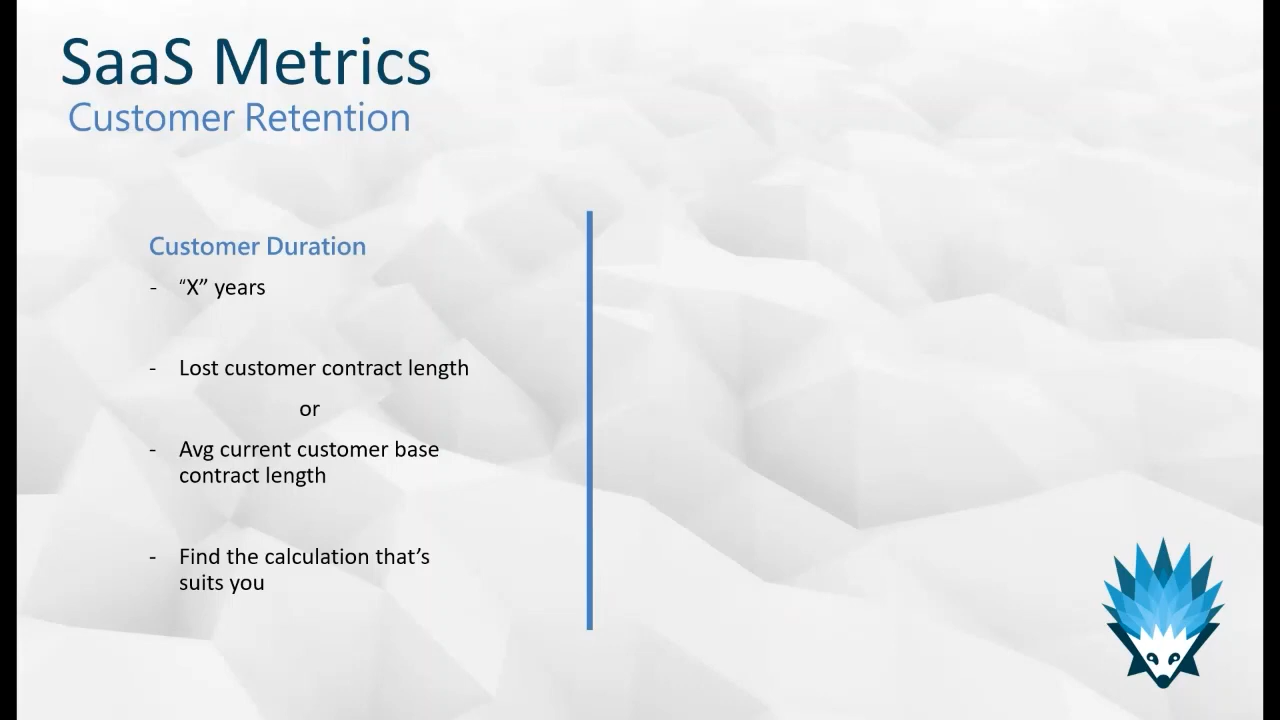 SaaS Metrics
Customer Retention
Customer Duration
- “X” years
- Lost customer contract length
or
- Avg current customer base
contract length
- Find the calculation that’s
suits you